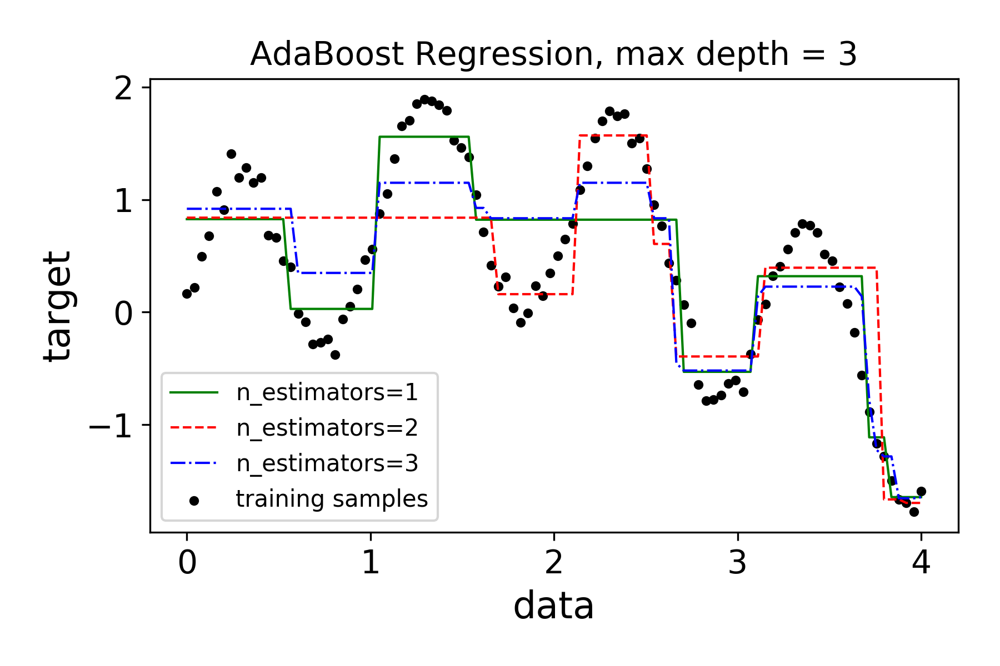 AdaBoost Regression, max depth = 3
2
1
0
−1
target
n_estimators=1
n_estimators=2
n_estimators=3
training samples
0 1 2 3 4
data